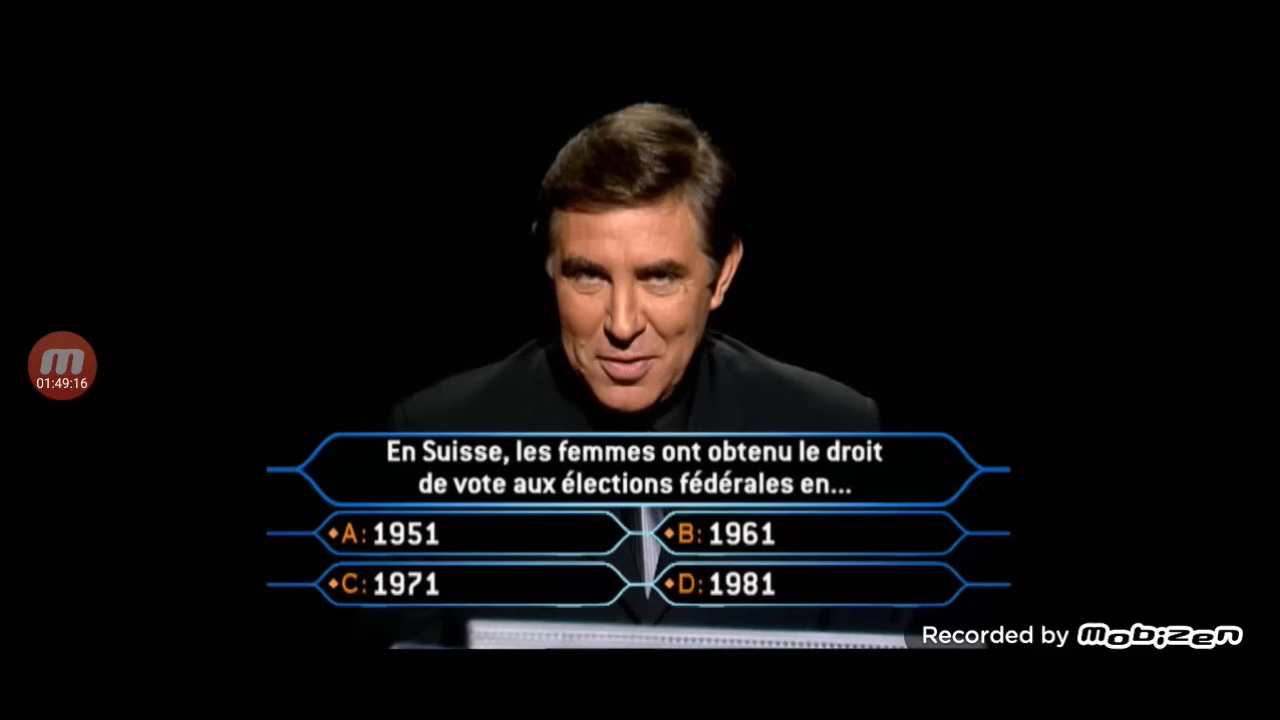 En Suisse, les femmes ont obtenu le droit
de vote aux élections fédérales en...
A: 1951
B: 1961
C: 1971
D: 1981
01:49:16
Recorded by mobizen